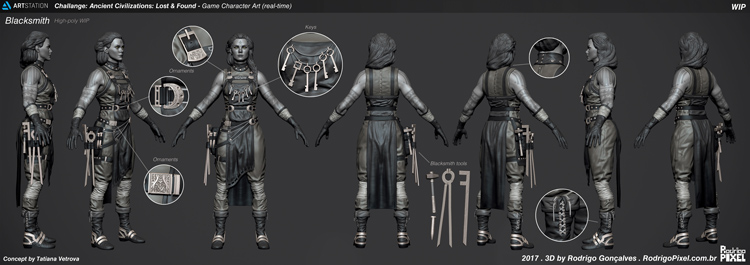 ARTSTATION
Challange: Ancient Civilizations: Lost & Found - Game Character Art (real-time)
WIP
Blacksmith
High-poly WIP
Keys
Ornaments
Ornaments
Blacksmith tools
Concept by Tatiana Vetrova
2017 . 3D by Rodrigo Gonçalves . RodrigoPixel.com.br
Rodrigo
PIXEL